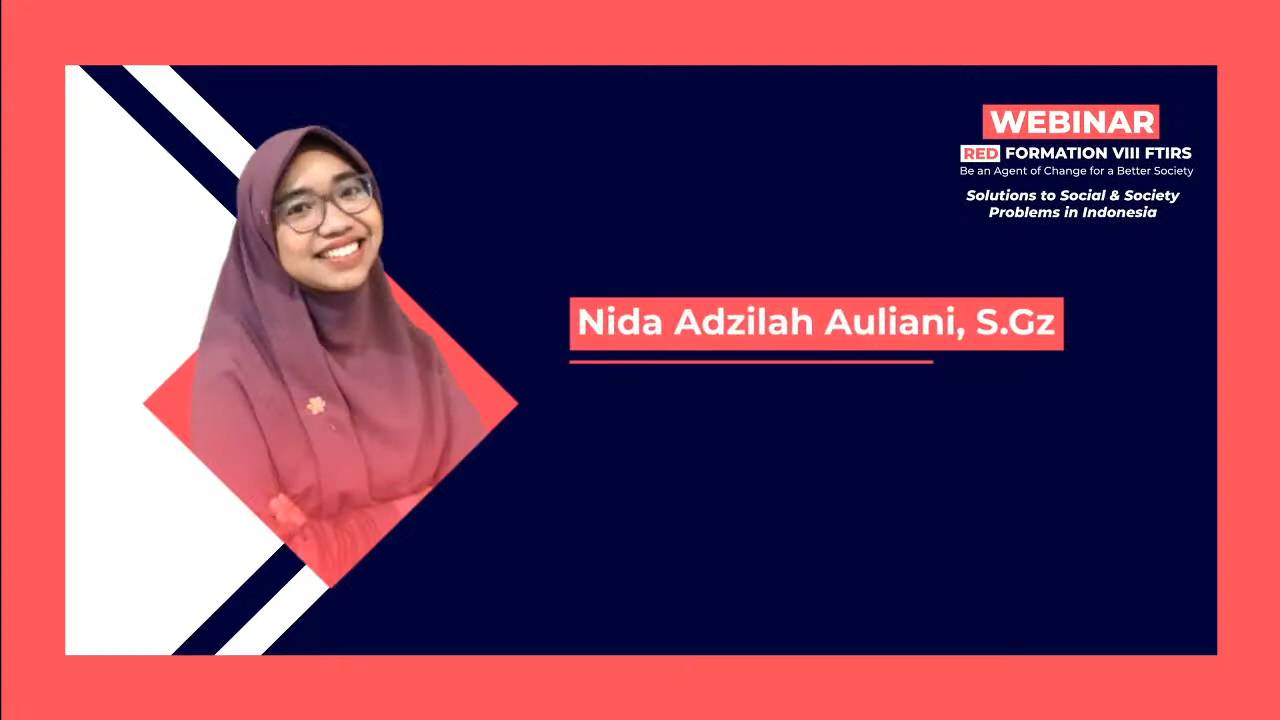 WEBINAR
RED FORMATION VIII FTIRS
Be an Agent of Change for a Better Society
Solutions to Social & Society
Problems in Indonesia
Nida Adzilah Auliani, S.Gz